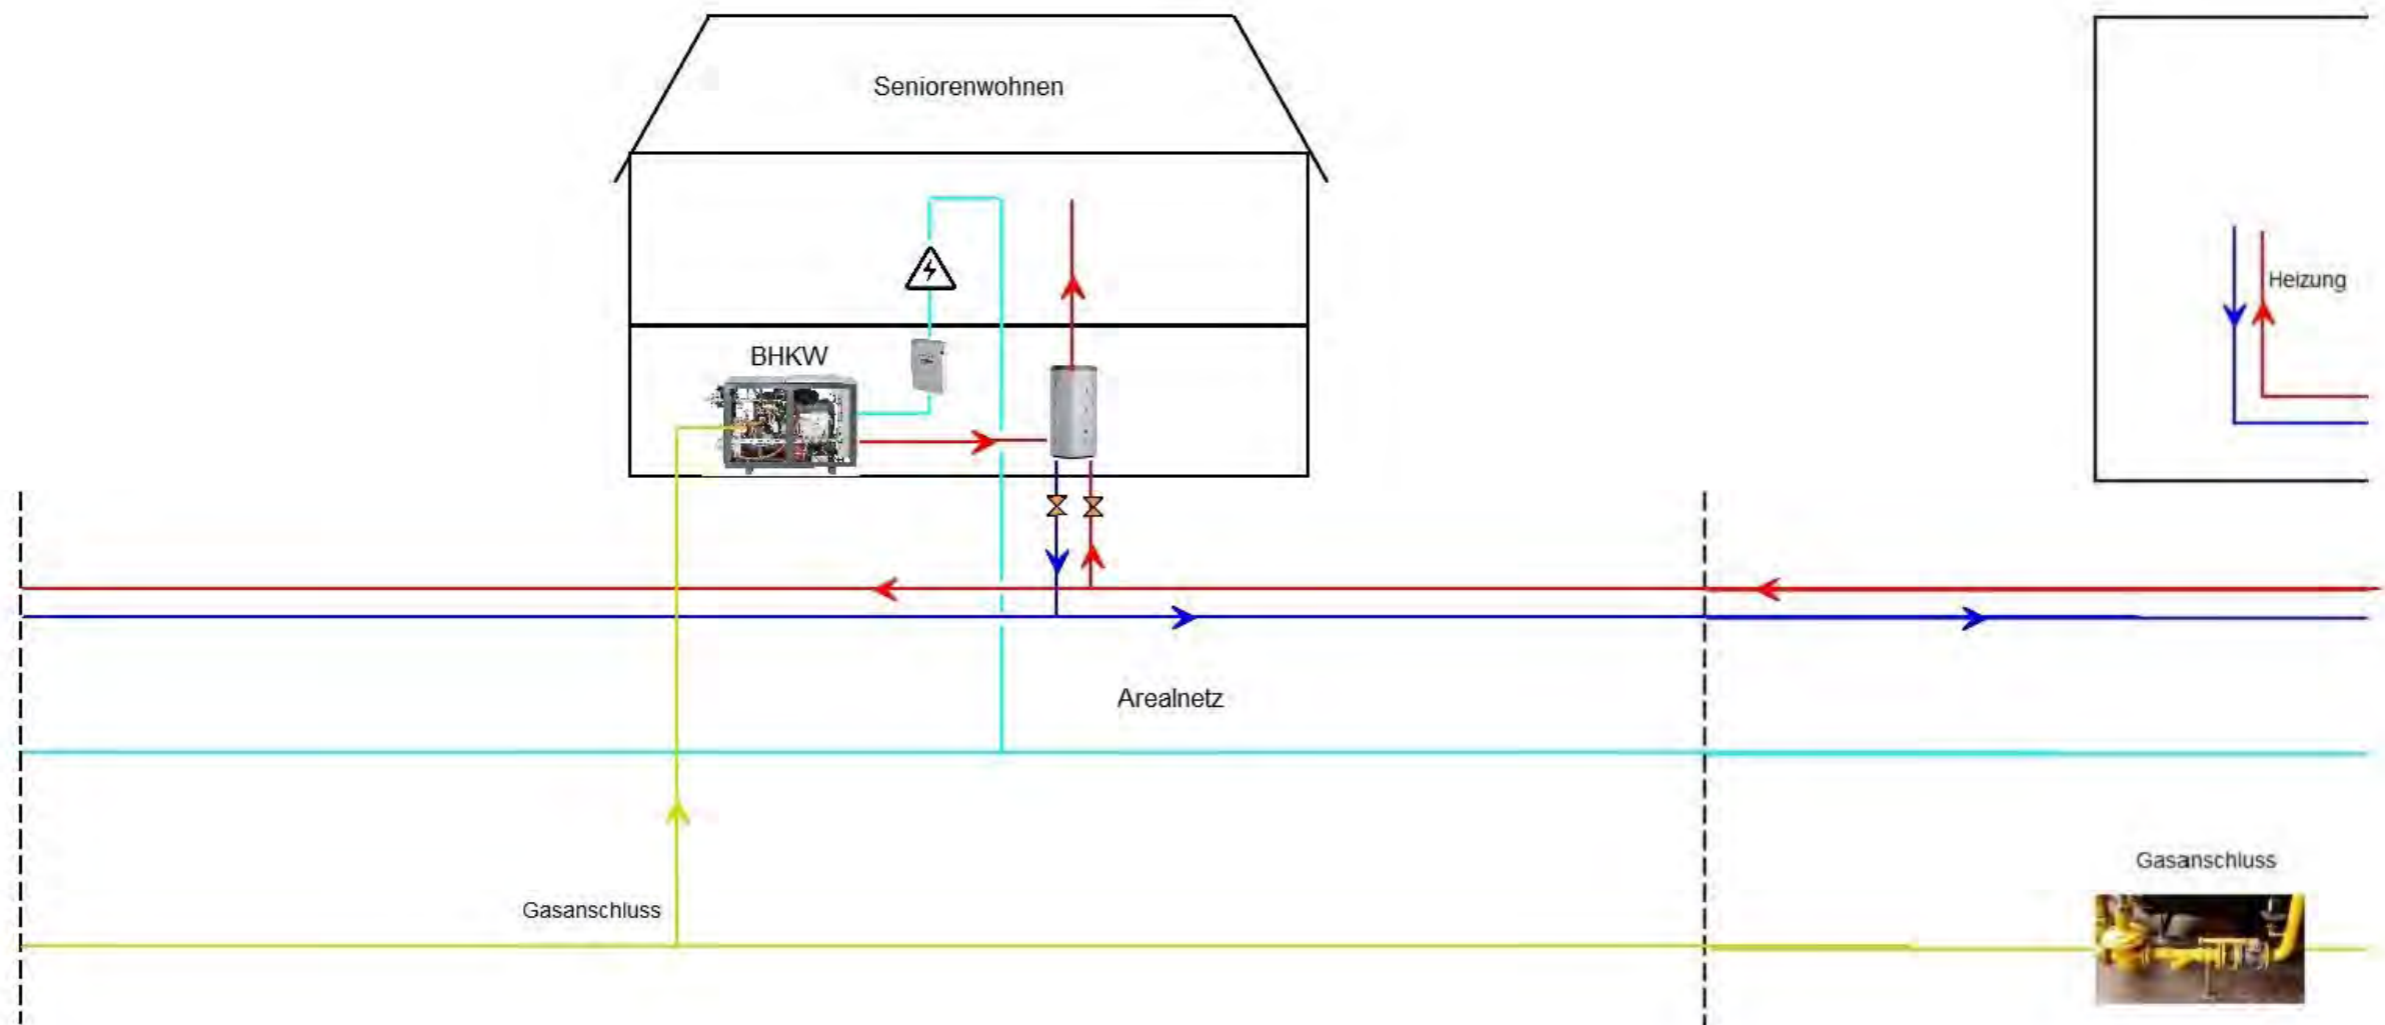 Seniorenwohnen
Heizung
BHKW
Arealnetz
Gasanschluss
Gasanschluss